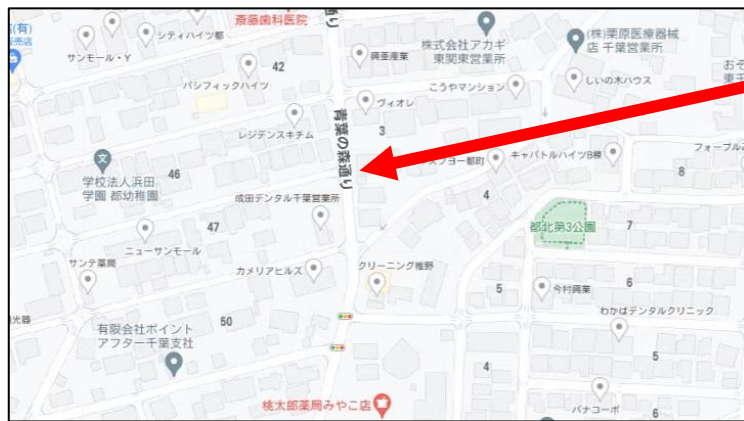 斎藤歯科医院
通り
(有)
売店
シティハイツ都
サンモール・Y
株式会社アカギ
東関東営業所
(株)栗原医療器械
店 千葉営業所
興亜産業
42
パシフィックハイツ
ヴィオレ
こうやマンション
しいの木ハウス
レジデンスキチム
3
青葉の森通り
学校法人浜田
学園 都幼稚園
46
キャパトルハイツB棟
フォーブル
8
成田デンタル千葉営業所
4
47
都北第3公園
7
ニューサンモール
サンテ薬局
カメリアヒルズ
クリーニング椎野
5
今村興業
6
わかばデンタルクリニック
有限会社ポイント
アフター千葉支社
50
4
5
桃太郎薬局みやこ店
パナコーポ
6